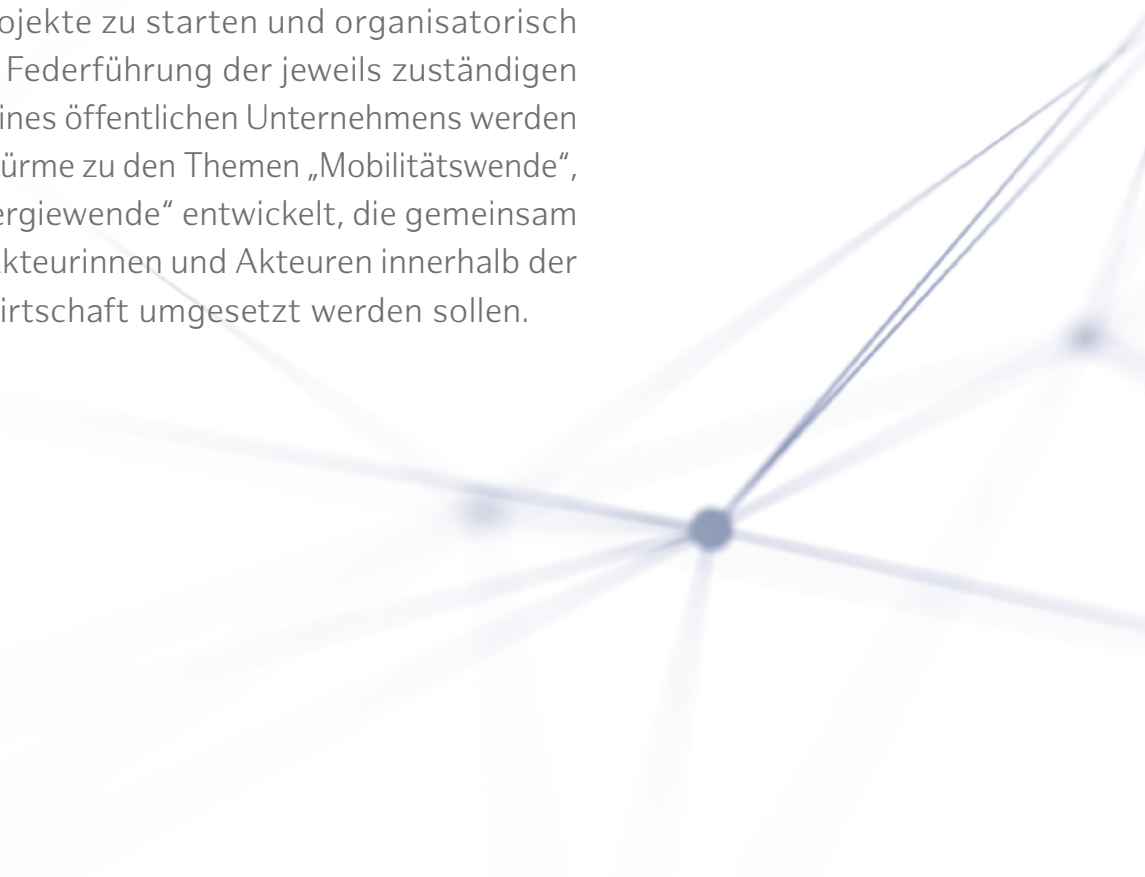 ojekte zu starten und organisatorisch
Federführung der jeweils zuständigen
ines öffentlichen Unternehmens werden
ürme zu den Themen „Mobilitätswende“,
ergiewende“ entwickelt, die gemeinsam
kteurinnen und Akteuren innerhalb der
irtschaft umgesetzt werden sollen.